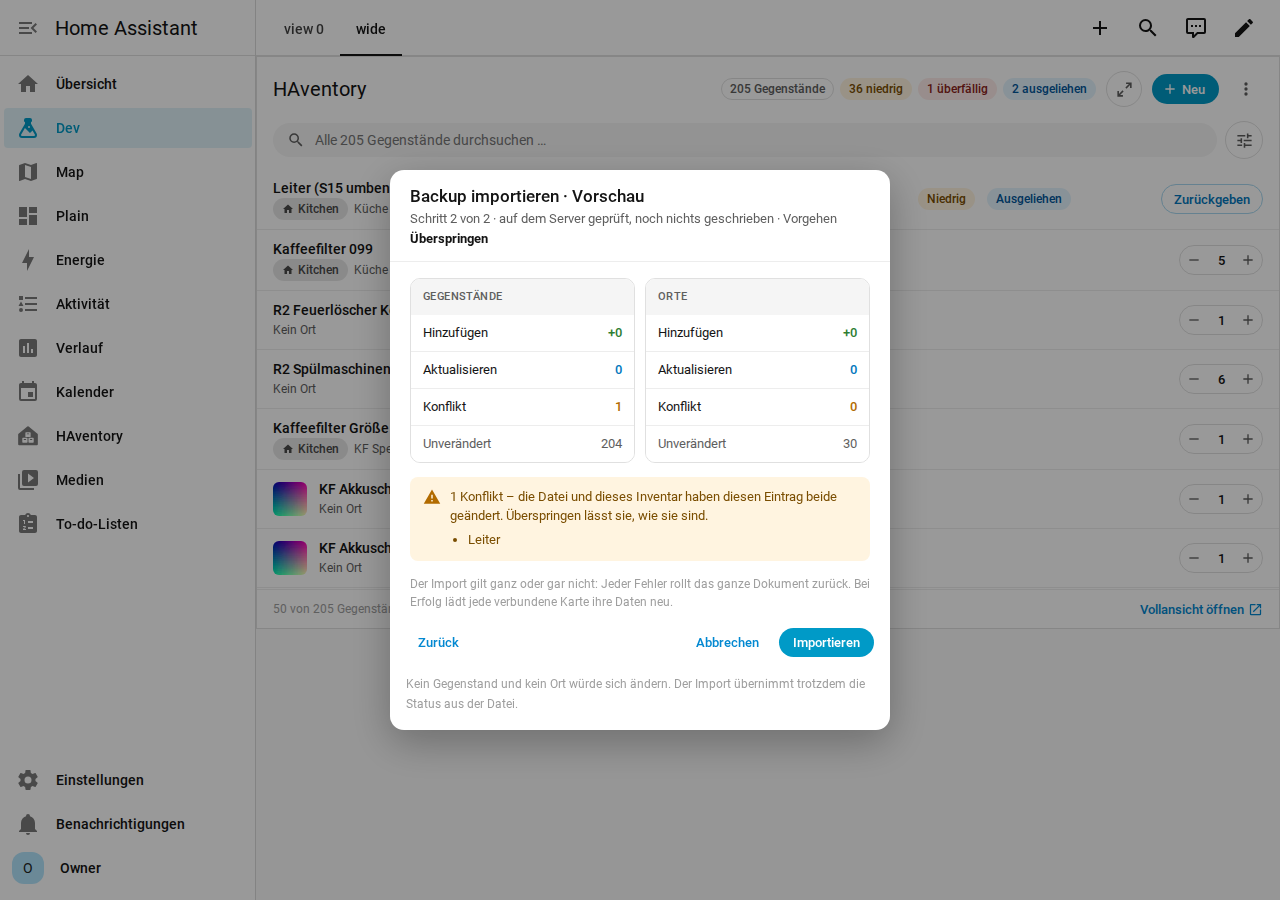 Home Assistant
view 0
wide
Übersicht
Dev
Map
Plain
Energie
Aktivität
Verlauf
Kalender
HAventory
Medien
To-do-Listen
Einstellungen
Benachrichtigungen
O
Owner
HAventory
205 Gegenstände
36 niedrig
1 überfällig
2 ausgeliehen
Neu
Alle 205 Gegenstände durchsuchen …
Leiter (S15 umben
Kitchen
Küche
Niedrig
Ausgeliehen
Zurückgeben
Kaffeefilter 099
Kitchen
Küche
5
R2 Feuerlöscher K
Kein Ort
1
R2 Spülmaschinen
Kein Ort
6
Kaffeefilter Größe
Kitchen
KF Spe
1
KF Akkusch
Kein Ort
1
KF Akkusch
Kein Ort
1
50 von 205 Gegenstän
Vollansicht öffnen
Backup importieren · Vorschau
Schritt 2 von 2 · auf dem Server geprüft, noch nichts geschrieben · Vorgehen
Überspringen
GEGENSTÄNDE
Hinzufügen +0
Aktualisieren 0
Konflikt 1
Unverändert 204
ORTE
Hinzufügen +0
Aktualisieren 0
Konflikt 0
Unverändert 30
1 Konflikt – die Datei und dieses Inventar haben diesen Eintrag beide
geändert. Überspringen lässt sie, wie sie sind.
• Leiter
Der Import gilt ganz oder gar nicht: Jeder Fehler rollt das ganze Dokument zurück. Bei
Erfolg lädt jede verbundene Karte ihre Daten neu.
Zurück
Abbrechen
Importieren
Kein Gegenstand und kein Ort würde sich ändern. Der Import übernimmt trotzdem die
Status aus der Datei.